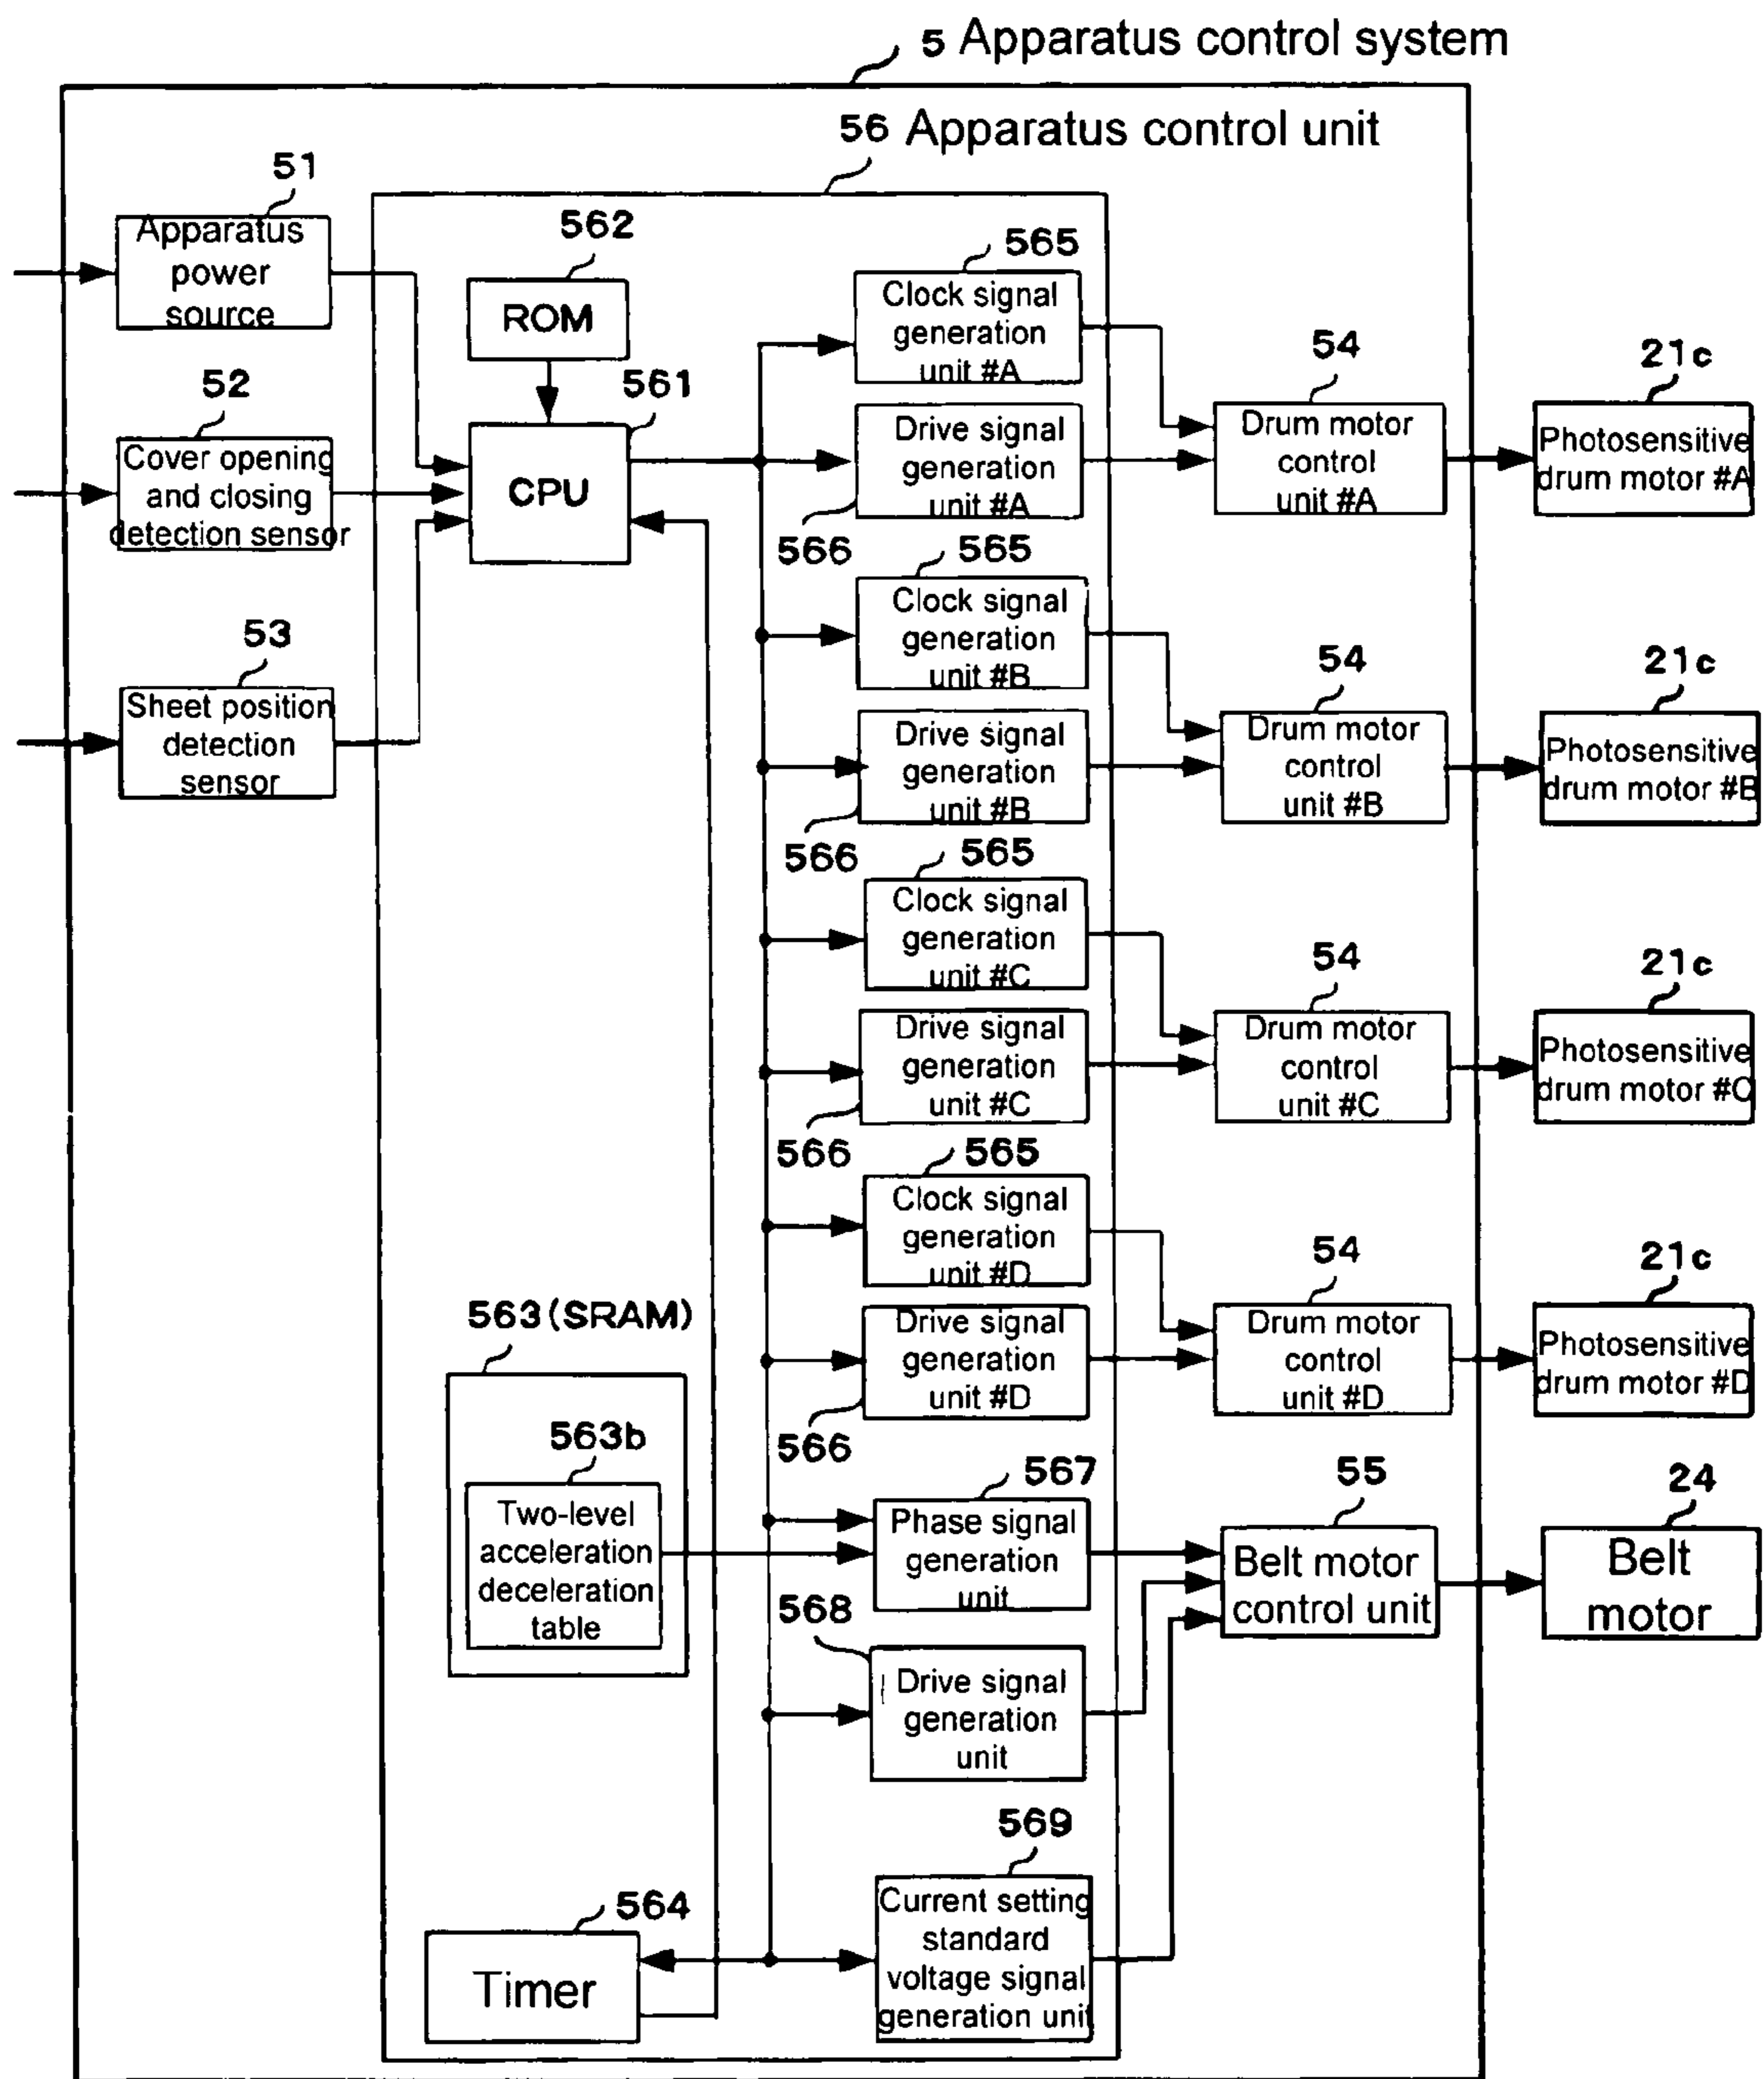 5 Apparatus control system
56 Apparatus control unit
51
Apparatus
power
source
52
Cover opening
and closing
detection sensor
53
Sheet position
detection
sensor
562
ROM
561
CPU
563(SRAM)
563b
Two-level
acceleration
deceleration
table
564
Timer
565
Clock signal
generation
unit #A
Drive signal
generation
unit #A
566
565
Clock signal
generation
unit #B
Drive signal
generation
unit #B
566
565
Clock signal
generation
unit #C
Drive signal
generation
unit #C
566
565
Clock signal
generation
unit #D
Drive signal
generation
unit #D
566
567
Phase signal
generation
unit
568
Drive signal
generation
unit
569
Current setting
standard
voltage signal
generation unit
54
Drum motor
control
unit #A
54
Drum motor
control
unit #B
54
Drum motor
control
unit #C
54
Drum motor
control
unit #D
55
Belt motor
control unit
21c
Photosensitive
drum motor #A
21c
Photosensitive
drum motor #B
21c
Photosensitive
drum motor #C
21c
Photosensitive
drum motor #D
24
Belt
motor